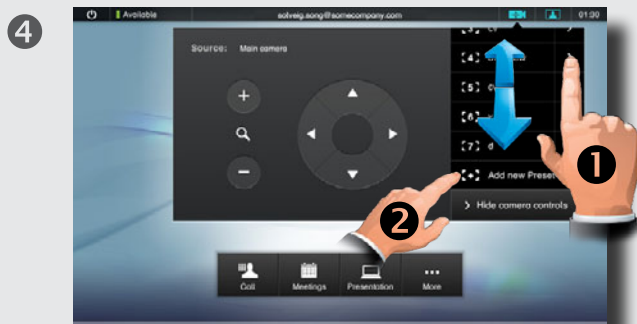 4
Available solveig.song@somecompany.com 01:30
Source: Main camera
[4]
[5]
[6]
[7] d
1
[+] Add new Preset
2
> Hide camera controls
Call Meetings Presentation More